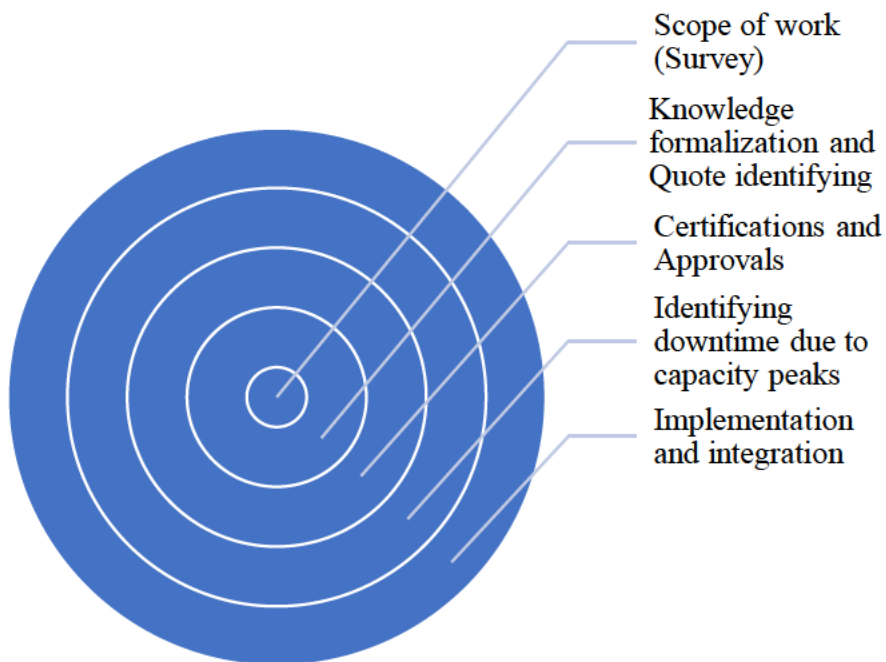 Scope of work
(Survey)
Knowledge
formalization and
Quote identifying
Certifications and
Approvals
Identifying
downtime due to
capacity peaks
Implementation
and integration